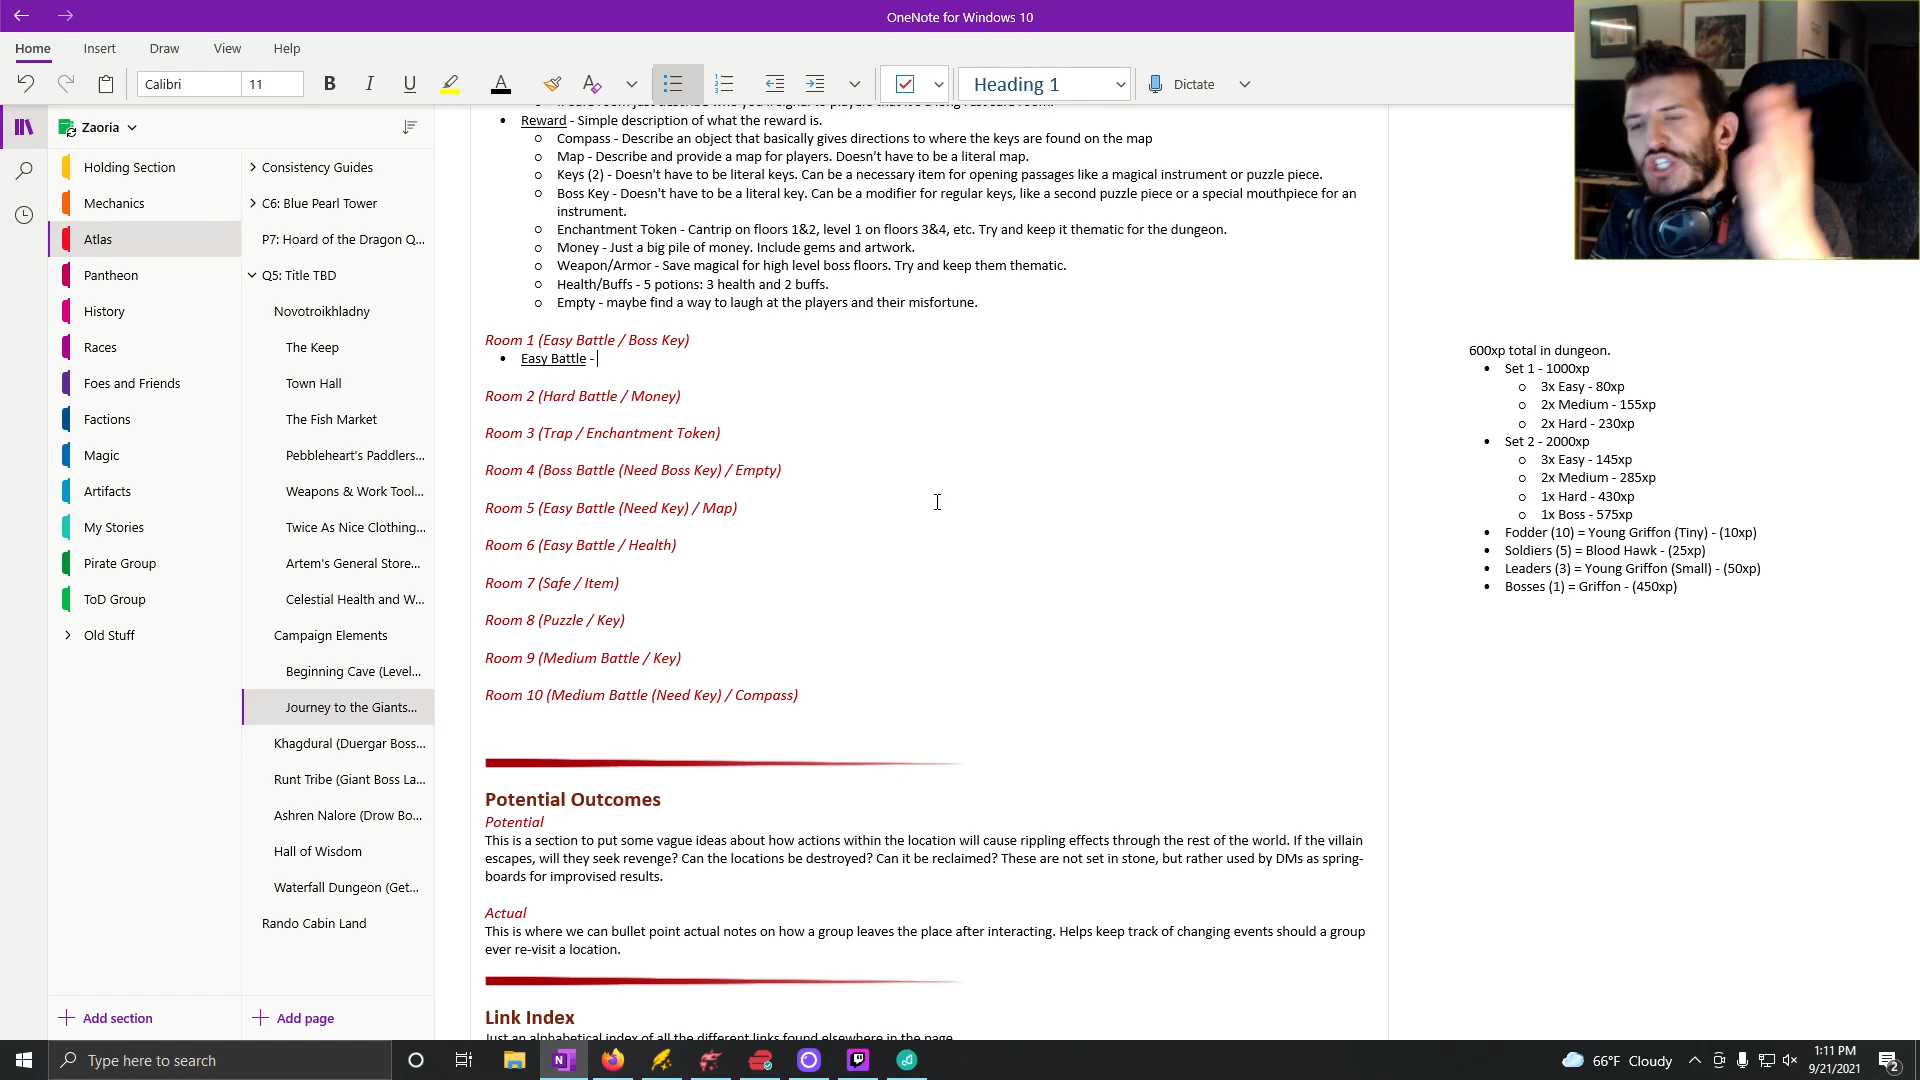 OneNote for Windows 10
Home Insert Draw View Help
Calibri 11 B I U A Heading 1 Dictate
Zaoria
Holding Section
Mechanics
Atlas
Pantheon
History
Races
Foes and Friends
Factions
Magic
Artifacts
My Stories
Pirate Group
ToD Group
Old Stuff
Add section
Consistency Guides
C6: Blue Pearl Tower
P7: Hoard of the Dragon Q...
Q5: Title TBD
Novotroikhladny
The Keep
Town Hall
The Fish Market
Pebbleheart's Paddlers...
Weapons & Work Tool...
Twice As Nice Clothing...
Artem's General Store...
Celestial Health and W...
Campaign Elements
Beginning Cave (Level...
Journey to the Giants...
Khagdural (Duergar Boss...
Runt Tribe (Giant Boss La...
Ashren Nalore (Drow Bo...
Hall of Wisdom
Waterfall Dungeon (Get...
Rando Cabin Land
Add page
Reward - Simple description of what the reward is.
Compass - Describe an object that basically gives directions to where the keys are found on the map
Map - Describe and provide a map for players. Doesn't have to be a literal map.
Keys (2) - Doesn't have to be literal keys. Can be a necessary item for opening passages like a magical instrument or puzzle piece.
Boss Key - Doesn't have to be a literal key. Can be a modifier for regular keys, like a second puzzle piece or a special mouthpiece for an
instrument.
Enchantment Token - Cantrip on floors 1&2, level 1 on floors 3&4, etc. Try and keep it thematic for the dungeon.
Money - Just a big pile of money. Include gems and artwork.
Weapon/Armor - Save magical for high level boss floors. Try and keep them thematic.
Health/Buffs - 5 potions: 3 health and 2 buffs.
Empty - maybe find a way to laugh at the players and their misfortune.
Room 1 (Easy Battle / Boss Key)
Easy Battle -
Room 2 (Hard Battle / Money)
Room 3 (Trap / Enchantment Token)
Room 4 (Boss Battle (Need Boss Key) / Empty)
Room 5 (Easy Battle (Need Key) / Map)
Room 6 (Easy Battle / Health)
Room 7 (Safe / Item)
Room 8 (Puzzle / Key)
Room 9 (Medium Battle / Key)
Room 10 (Medium Battle (Need Key) / Compass)
Potential Outcomes
Potential
This is a section to put some vague ideas about how actions within the location will cause rippling effects through the rest of the world. If the villain
escapes, will they seek revenge? Can the locations be destroyed? Can it be reclaimed? These are not set in stone, but rather used by DMs as spring-
boards for improvised results.
Actual
This is where we can bullet point actual notes on how a group leaves the place after interacting. Helps keep track of changing events should a group
ever re-visit a location.
Link Index
Just an alphabetical index of all the different links found elsewhere in the page.
600xp total in dungeon.
Set 1 - 1000xp
3x Easy - 80xp
2x Medium - 155xp
2x Hard - 230xp
Set 2 - 2000xp
3x Easy - 145xp
2x Medium - 285xp
1x Hard - 430xp
1x Boss - 575xp
Fodder (10) = Young Griffon (Tiny) - (10xp)
Soldiers (5) = Blood Hawk - (25xp)
Leaders (3) = Young Griffon (Small) - (50xp)
Bosses (1) = Griffon - (450xp)
Type here to search
66°F Cloudy
1:11 PM
9/21/2021
2